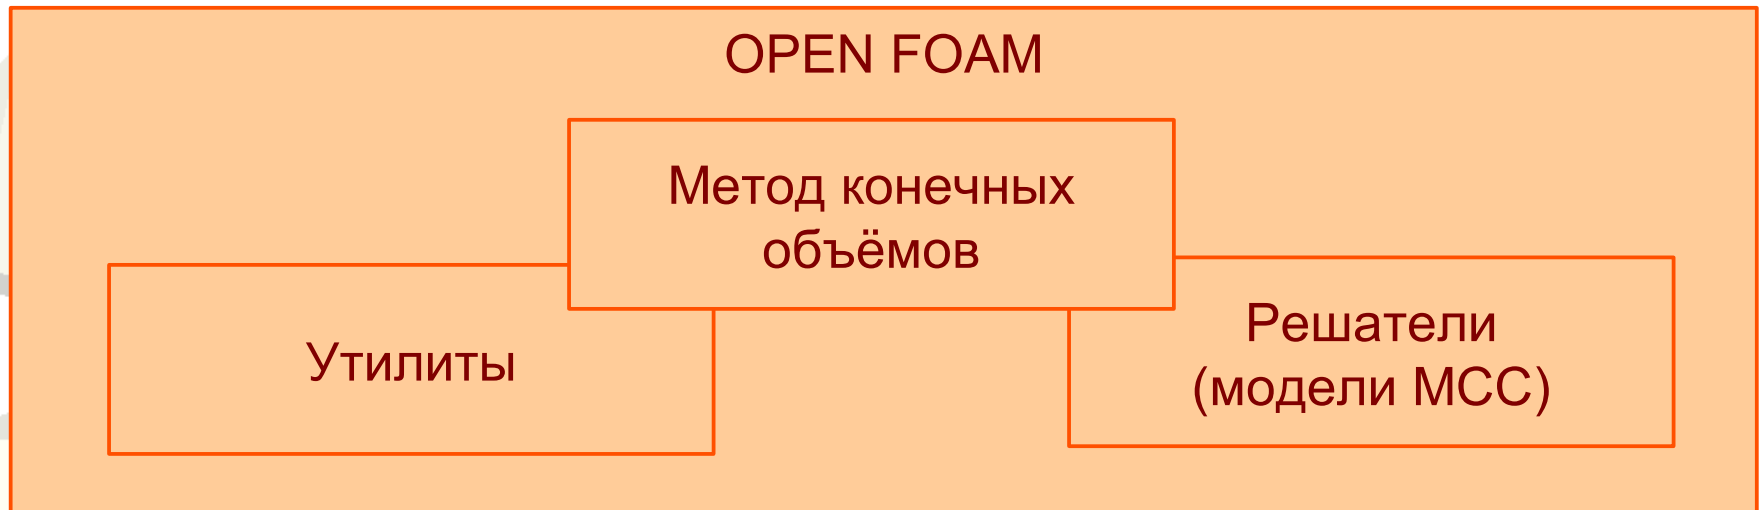 OPEN FOAM
Метод конечных
объёмов
Утилиты
Решатели
(модели МСС)